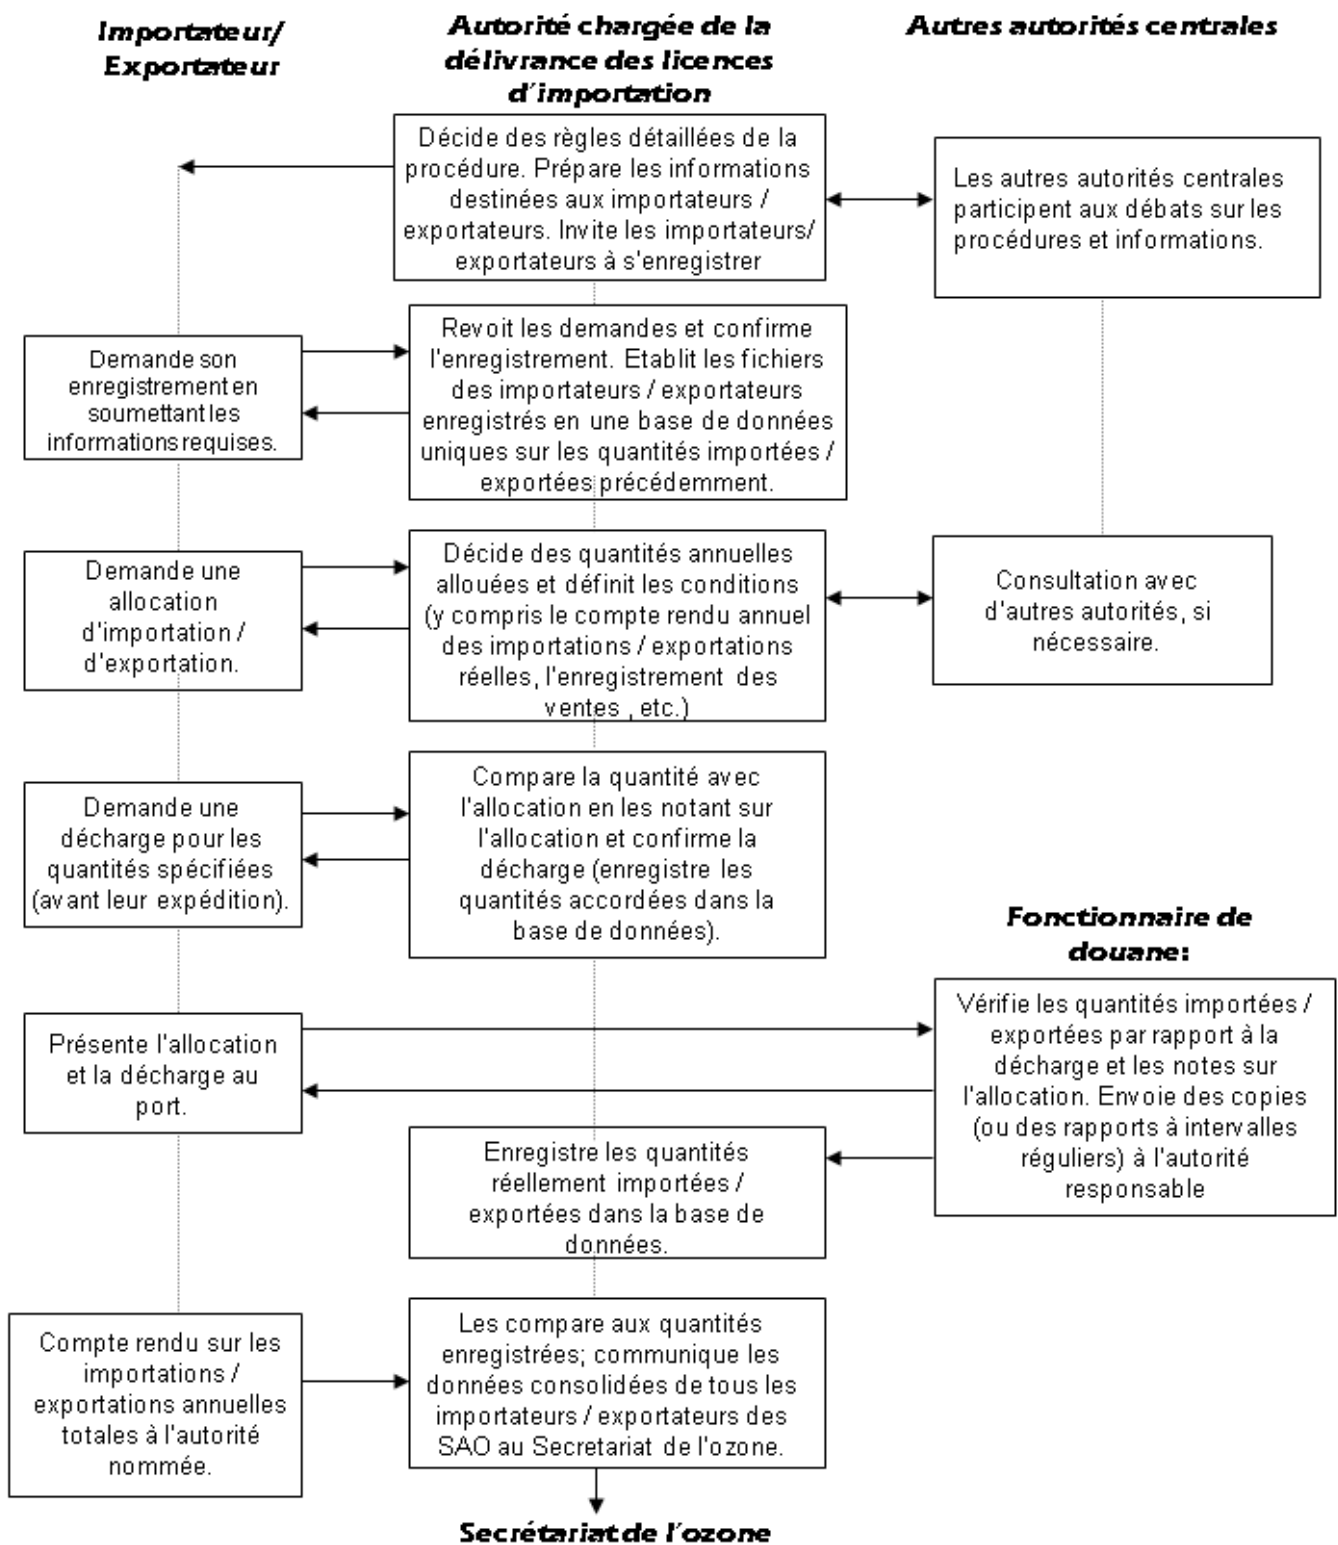 Importateur/
Exportateur
Autorité chargée de la
délivrance des licences
d'importation
Autres autorités centrales
Décide des règles détaillées de la
procédure. Prépare les informations
destinées aux importateurs /
exportateurs. Invite les importateurs/
exportateurs à s'enregistrer
Les autres autorités centrales
participent aux débats sur les
procédures et informations.
Demande son
enregistrement en
soumettant les
informations requises.
Revoit les demandes et confirme
l'enregistrement. Etablit les fichiers
des importateurs / exportateurs
enregistrés en une base de données
uniques sur les quantités importées /
exportées précédemment.
Demande une
allocation
d'importation /
d'exportation.
Décide des quantités annuelles
allouées et définit les conditions
(y compris le compte rendu annuel
des importations / exportations
réelles, l'enregistrement des
ventes , etc.)
Consultation avec
d'autres autorités, si
nécessaire.
Demande une
décharge pour les
quantités spécifiées
(avant leur expédition).
Compare la quantité avec
l'allocation en les notant sur
l'allocation et confirme la
décharge (enregistre les
quantités accordées dans la
base de données).
Fonctionnaire de
douane:
Présente l'allocation
et la décharge au
port.
Vérifie les quantités importées /
exportées par rapport à la
décharge et les notes sur
l'allocation. Envoie des copies
(ou des rapports à intervalles
réguliers) à l'autorité
responsable
Enregistre les quantités
réellement importées /
exportées dans la base de
données.
Compte rendu sur les
importations /
exportations annuelles
totales à l'autorité
nommée.
Les compare aux quantités
enregistrées; communique les
données consolidées de tous les
importateurs / exportateurs des
SAO au Secretariat de l'ozone.
Secrétariat de l'ozone